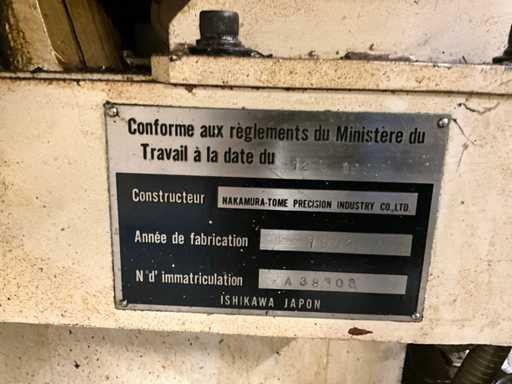 Conforme aux règlements du Ministère du
Travail à la date du
Constructeur NAKAMURA-TOME PRECISION INDUSTRY CO., LTD.
Année de fabrication
N° d' immatriculation
ISHIKAWA JAPON